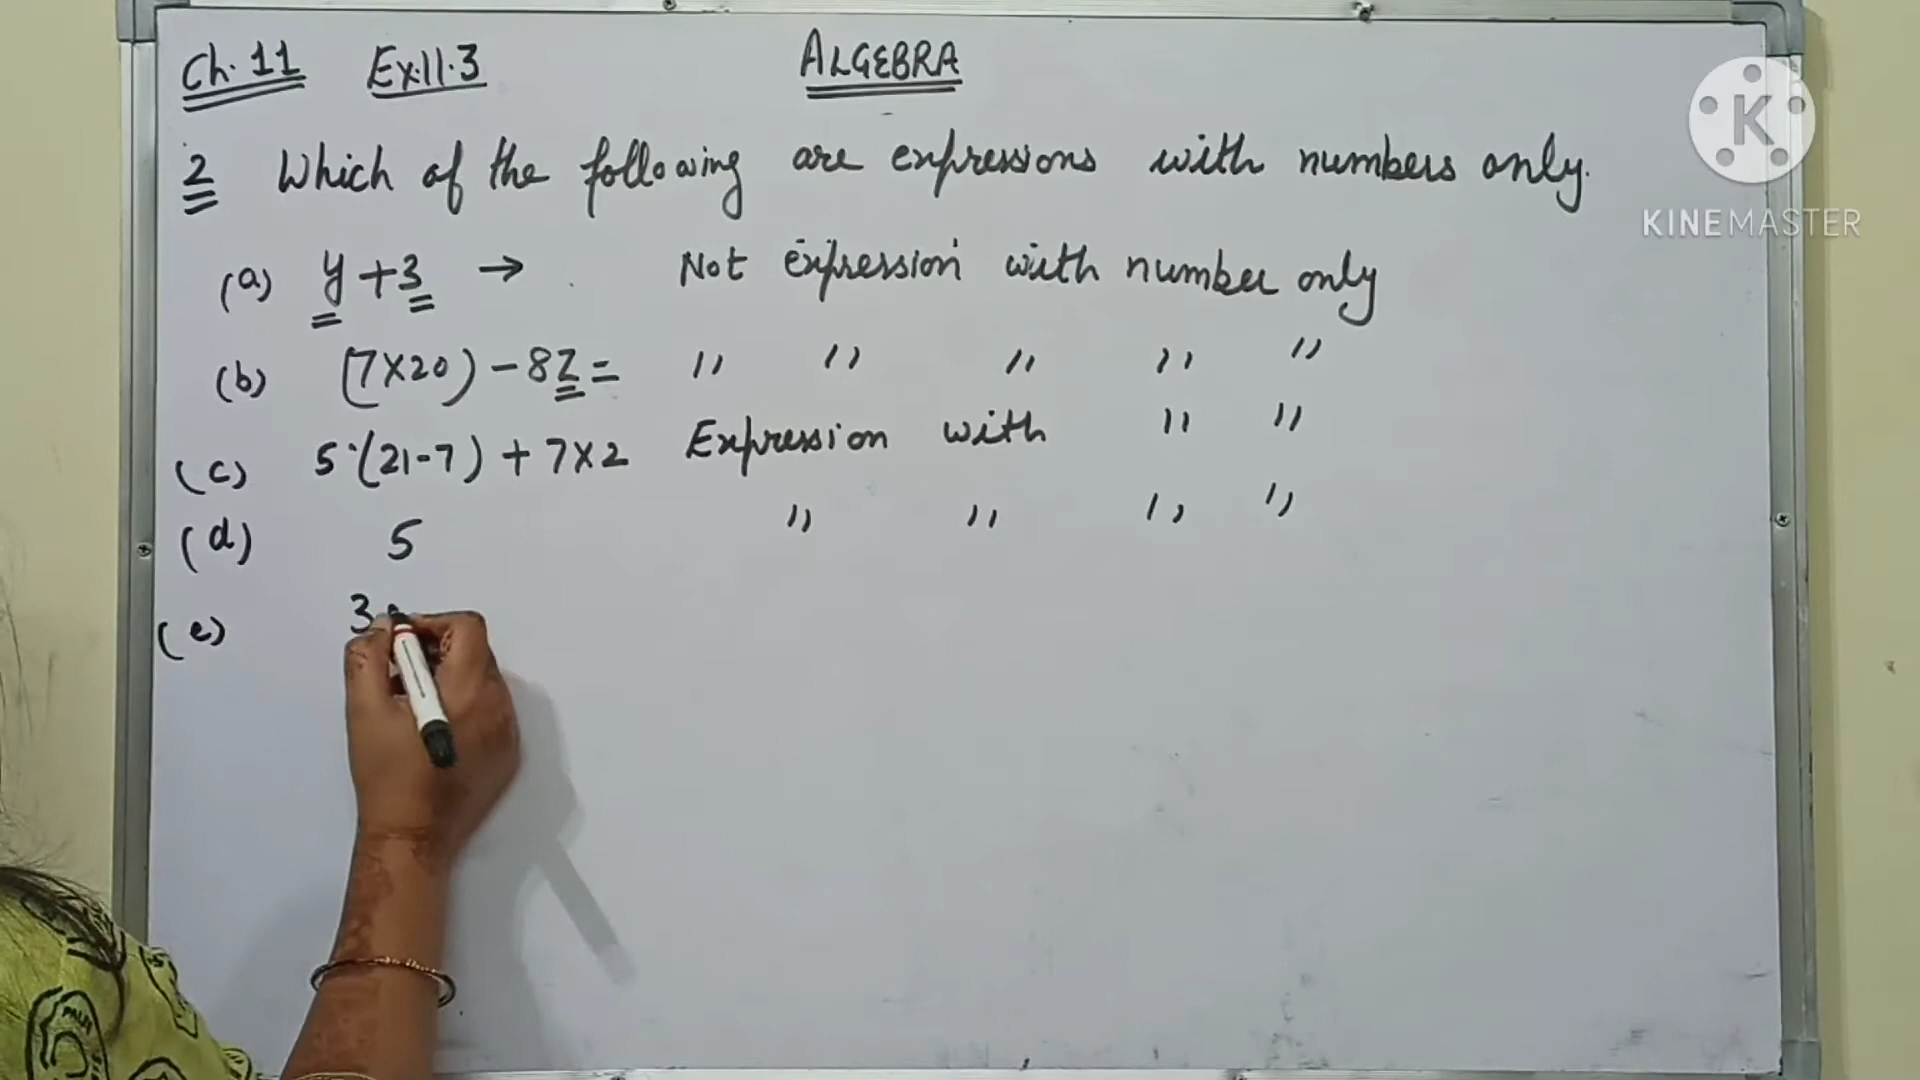 Ch. 11 Ex.11.3 ALGEBRA
2 Which of the following are expressions with numbers only.
(a) y + 3 → Not expression with number only
(b) (7×20) - 8z = " " " " "
(c) 5·(21-7) + 7×2 Expression with " "
(d) 5 " " " "
(e) 3
K
KINEMASTER